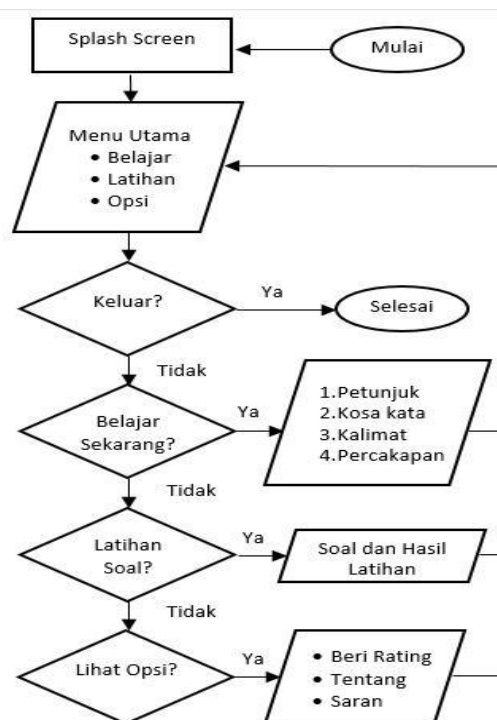 Splash Screen
Mulai
Menu Utama
• Belajar
• Latihan
• Opsi
Keluar?
Ya
Selesai
Tidak
Belajar
Sekarang?
Ya
1.Petunjuk
2.Kosa kata
3.Kalimat
4.Percakapan
Tidak
Latihan
Soal?
Ya
Soal dan Hasil
Latihan
Tidak
Lihat Opsi?
Ya
• Beri Rating
• Tentang
• Saran